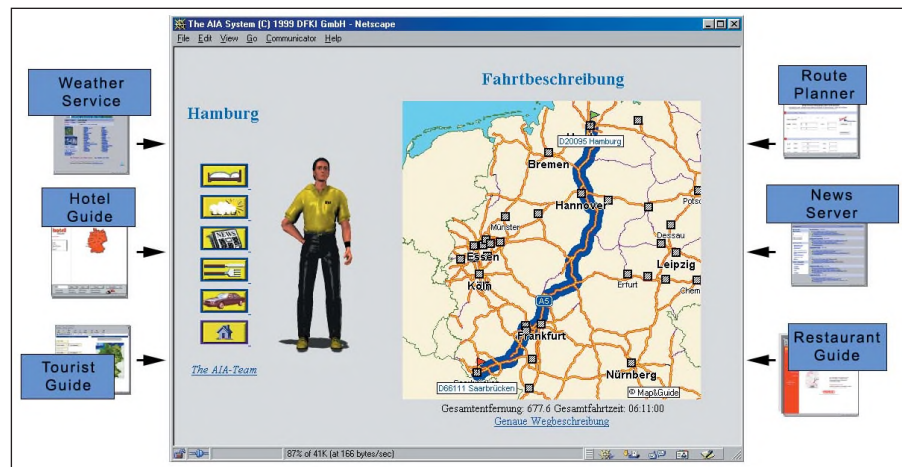 The AIA System (C) 1999 DFKI GmbH - Netscape
File Edit View Go Communicator Help
Weather
Service
Hotel
Guide
Tourist
Guide
Hamburg
NEWS
The AIA-Team
Fahrtbeschreibung
D20095 Hamburg
Bremen
Hannover
Potsc
Münster
Dessau
Essen
Leipzig
Köln
Erfurt
Chem
A5
Frankfurt
D66111 Saarbrücken
Nürnberg
© Map&Guide
Gesamtentfernung: 677.6 Gesamtfahrtzeit: 06:11:00
Genaue Wegbeschreibung
Route
Planner
News
Server
Restaurant
Guide
87% of 41K (at 166 bytes/sec)